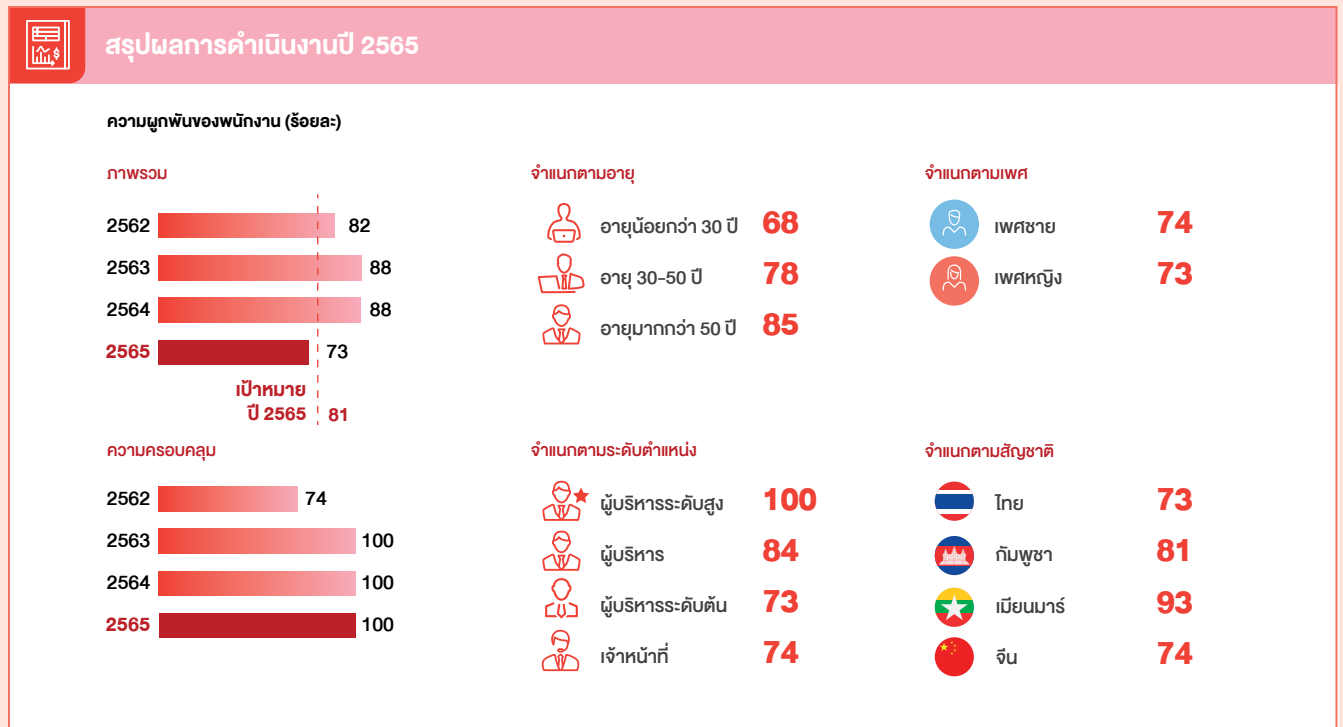 สรุปผลการดำเนินงานปี 2565
ความผูกพันของพนักงาน (ร้อยละ)
ภาพรวม
2562 82
2563 88
2564 88
2565 73
เป้าหมาย
ปี 2565 81
จำแนกตามอายุ
อายุน้อยกว่า 30 ปี 68
อายุ 30-50 ปี 78
อายุมากกว่า 50 ปี 85
จำแนกตามเพศ
เพศชาย 74
เพศหญิง 73
ความครอบคลุม
2562 74
2563 100
2564 100
2565 100
จำแนกตามระดับตำแหน่ง
ผู้บริหารระดับสูง 100
ผู้บริหาร 84
ผู้บริหารระดับต้น 73
เจ้าหน้าที่ 74
จำแนกตามสัญชาติ
ไทย 73
กัมพูชา 81
เมียนมาร์ 93
จีน 74